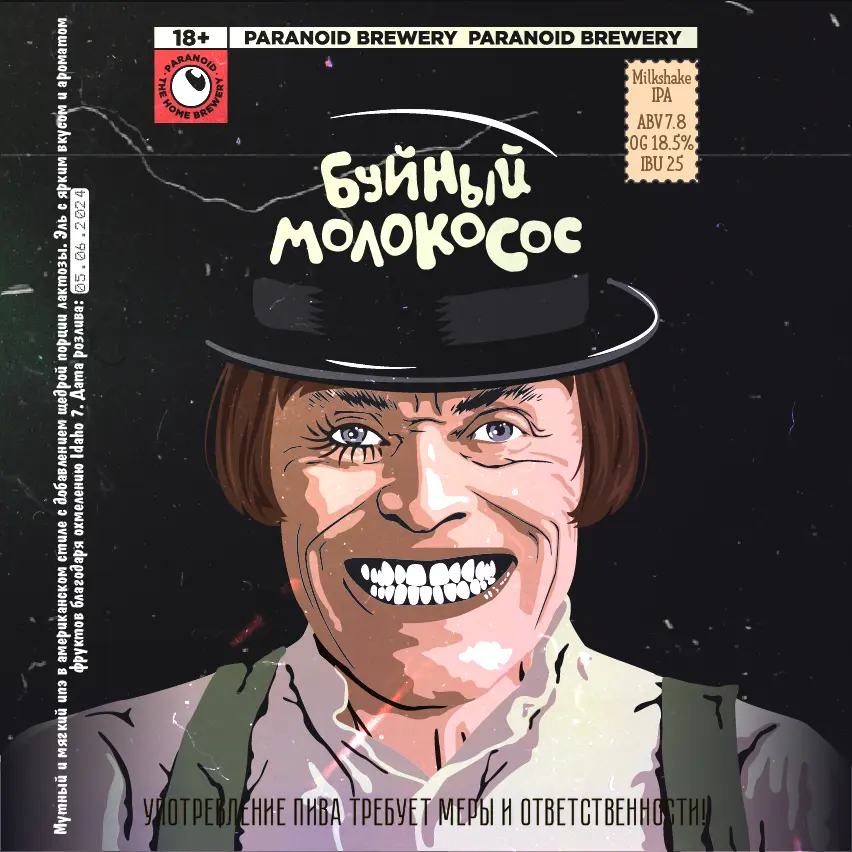 18+
PARANOID BREWERY PARANOID BREWERY
PARANOID
THE HOME BREWERY
Milkshake
IPA
ABV 7.8
OG 18.5%
IBU 25
Буйный
молокосос
Мутный и мягкий ипэ в американском стиле с добавлением щедрой порции лактозы. Эль с ярким вкусом и ароматом
фруктов благодаря охмелению Idaho 7. Дата розлива: 05.06.2024
УПОТРЕБЛЕНИЕ ПИВА ТРЕБУЕТ МЕРЫ И ОТВЕТСТВЕННОСТИ!